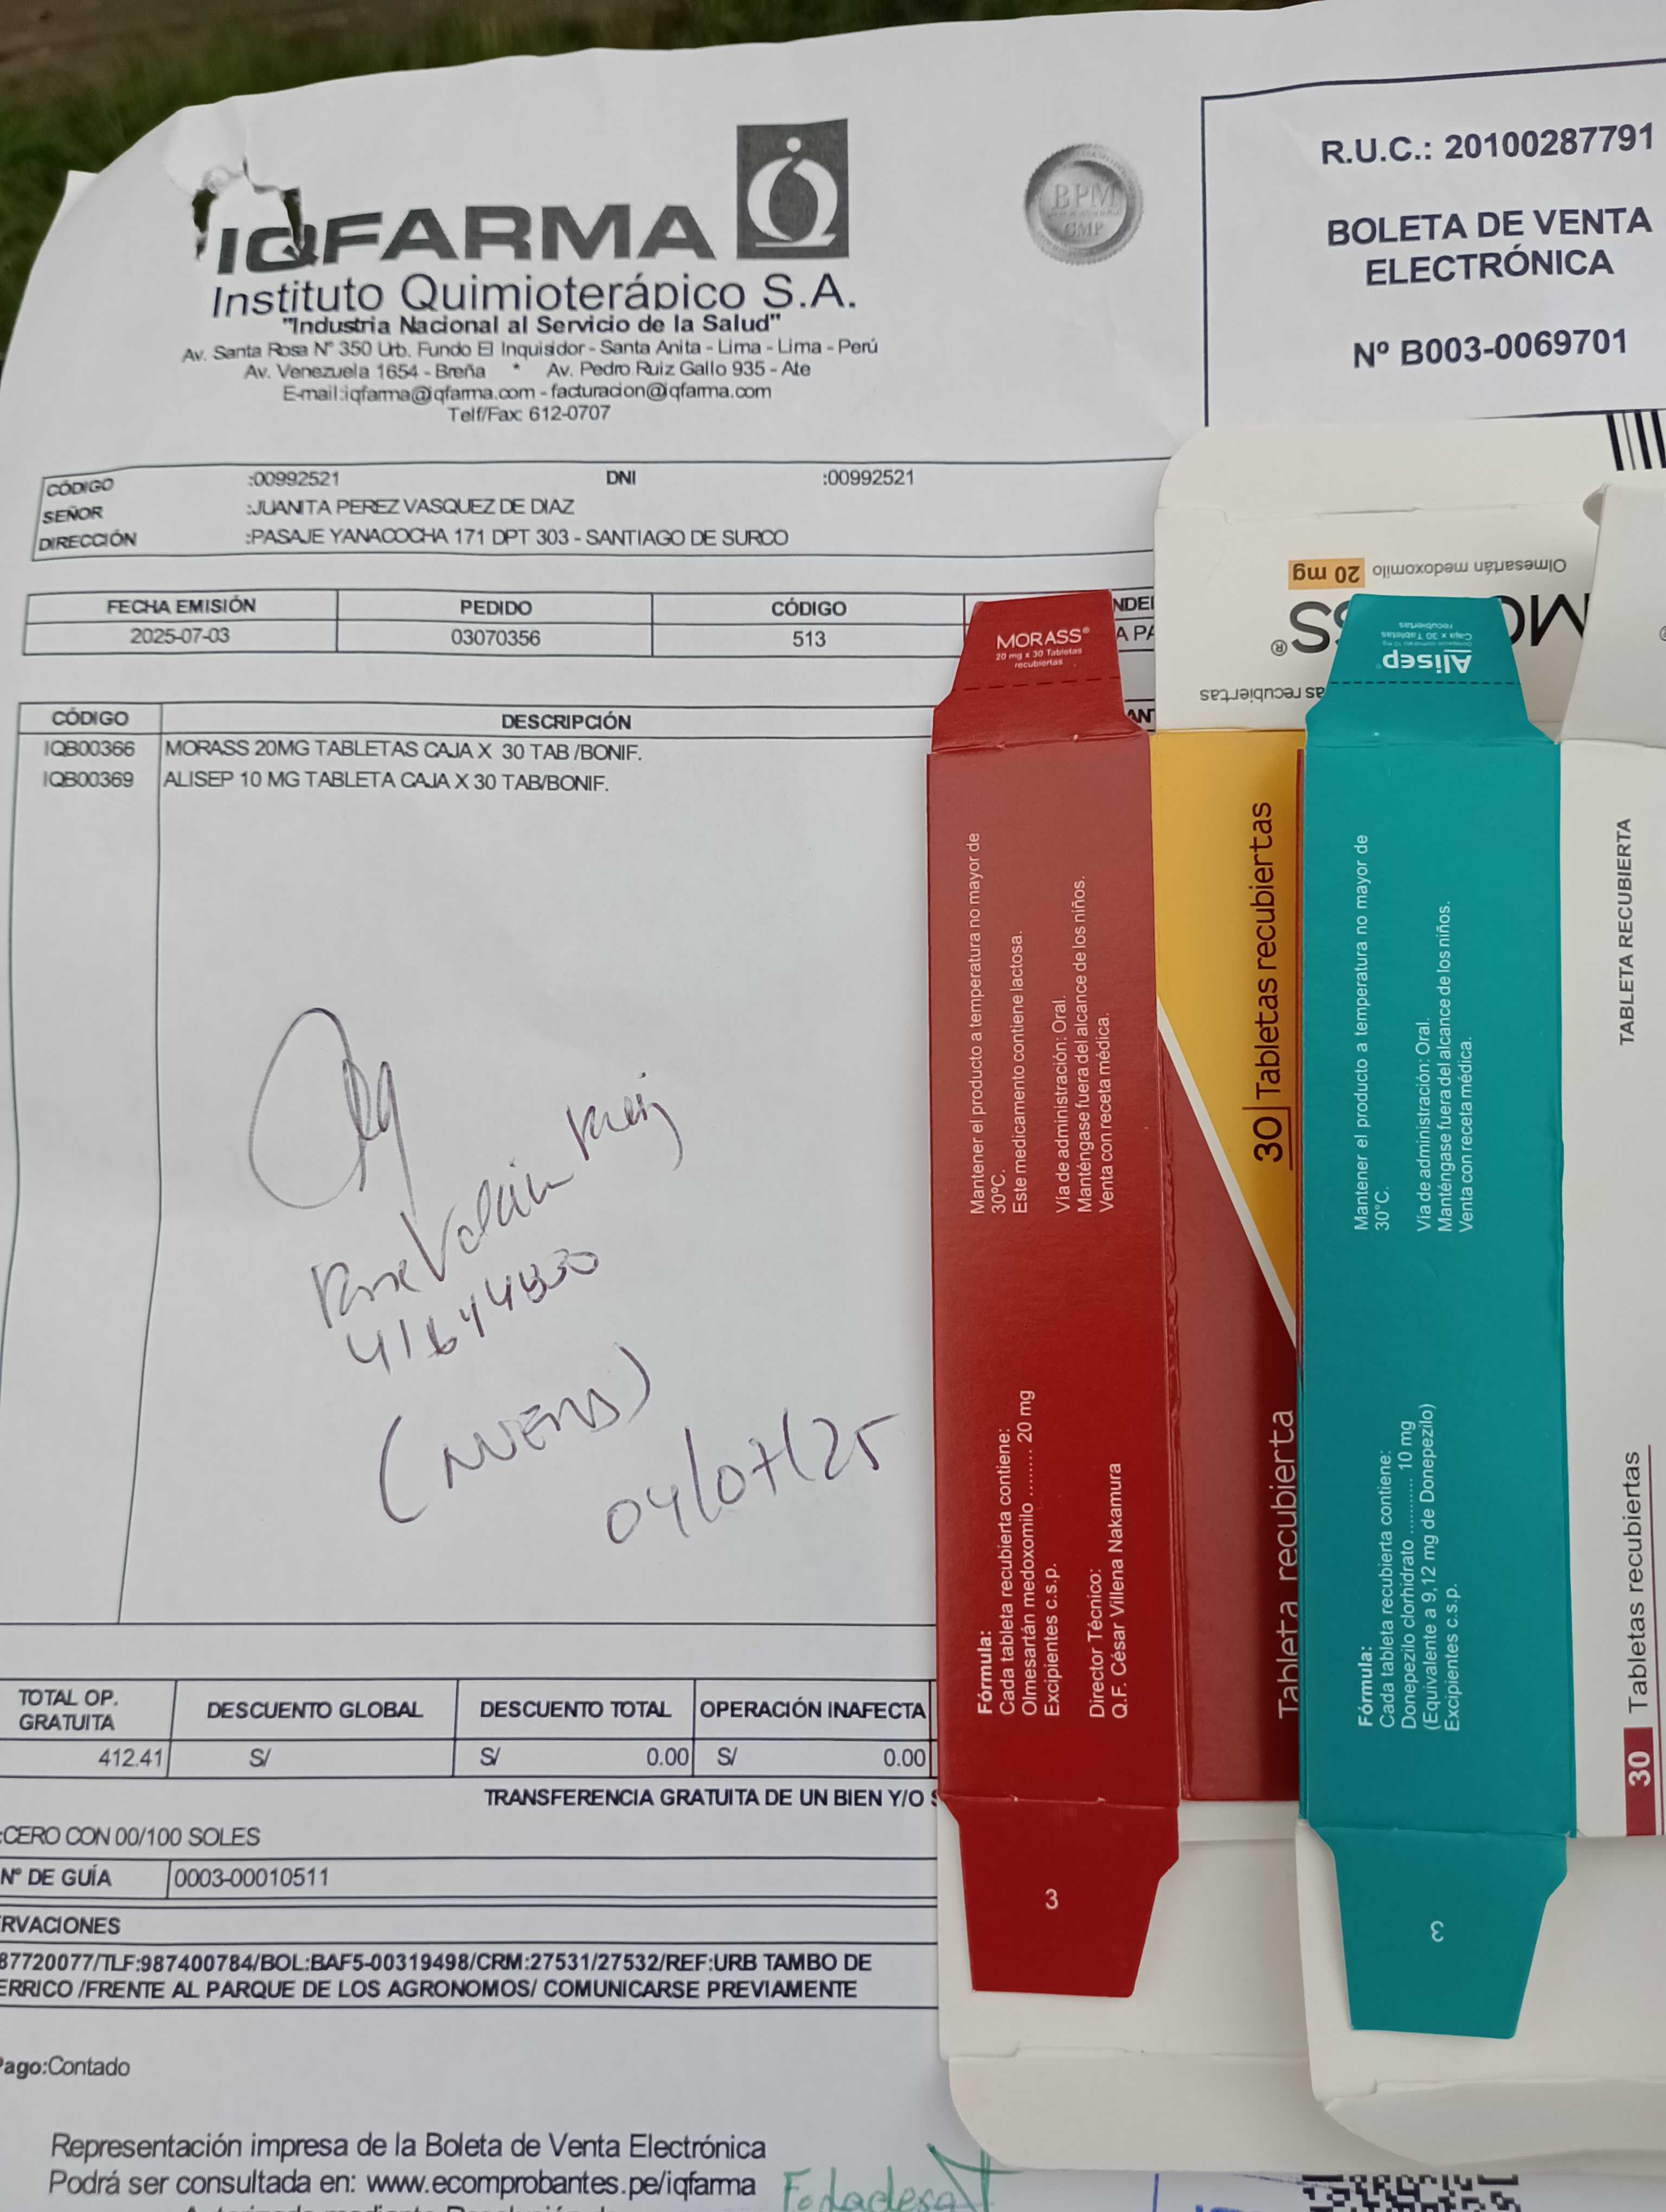 IQFARMA
Instituto Quimioterápico S.A.
"Industria Nacional al Servicio de la Salud"
Av. Santa Rosa N° 350 Urb. Fundo El Inquisidor - Santa Anita - Lima - Lima - Perú
Av. Venezuela 1654 - Breña * Av. Pedro Ruiz Gallo 935 - Ate
E-mail:iqfarma@iqfarma.com - facturacion@iqfarma.com
Telf/Fax: 612-0707
BPM
GMP
R.U.C.: 20100287791
BOLETA DE VENTA
ELECTRÓNICA
Nº B003-0069701
CÓDIGO :00992521 DNI :00992521
SEÑOR :JUANITA PEREZ VASQUEZ DE DIAZ
DIRECCIÓN :PASAJE YANACOCHA 171 DPT 303 - SANTIAGO DE SURCO
FECHA EMISIÓN PEDIDO CÓDIGO
2025-07-03 03070356 513
CÓDIGO DESCRIPCIÓN
IQB00366 MORASS 20MG TABLETAS CAJA X 30 TAB /BONIF.
IQB00369 ALISEP 10 MG TABLETA CAJA X 30 TAB/BONIF.
41644830
04/07/25
TOTAL OP. GRATUITA DESCUENTO GLOBAL DESCUENTO TOTAL OPERACIÓN INAFECTA
412.41 S/ S/ 0.00 S/ 0.00
TRANSFERENCIA GRATUITA DE UN BIEN Y/O
:CERO CON 00/100 SOLES
Nº DE GUÍA 0003-00010511
RVACIONES
87720077/TLF:987400784/BOL:BAF5-00319498/CRM:27531/27532/REF:URB TAMBO DE
ERRICO /FRENTE AL PARQUE DE LOS AGRONOMOS/ COMUNICARSE PREVIAMENTE
Pago:Contado
Representación impresa de la Boleta de Venta Electrónica
Podrá ser consultada en: www.ecomprobantes.pe/iqfarma
MORASS®
20 mg x 30 Tabletas
recubiertas
Mantener el producto a temperatura no mayor de
30°C.
Este medicamento contiene lactosa.
Vía de administración: Oral.
Manténgase fuera del alcance de los niños.
Venta con receta médica.
Fórmula:
Cada tableta recubierta contiene:
Olmesartán medoxomilo ........ 20 mg
Excipientes c.s.p.
Director Técnico:
Q.F. César Villena Nakamura
3
Olmesartán medoxomilo 20 mg
as recubiertas
30 Tabletas recubiertas
Tableta recubierta
Alisep
Caja x 30 Tabletas
recubiertas
Mantener el producto a temperatura no mayor de
30°C.
Vía de administración: Oral.
Manténgase fuera del alcance de los niños.
Venta con receta médica.
Fórmula:
Cada tableta recubierta contiene:
Donepezilo clorhidrato ........... 10 mg
(Equivalente a 9,12 mg de Donepezilo)
Excipientes c.s.p.
3
TABLETA RECUBIERTA
30 Tabletas recubiertas